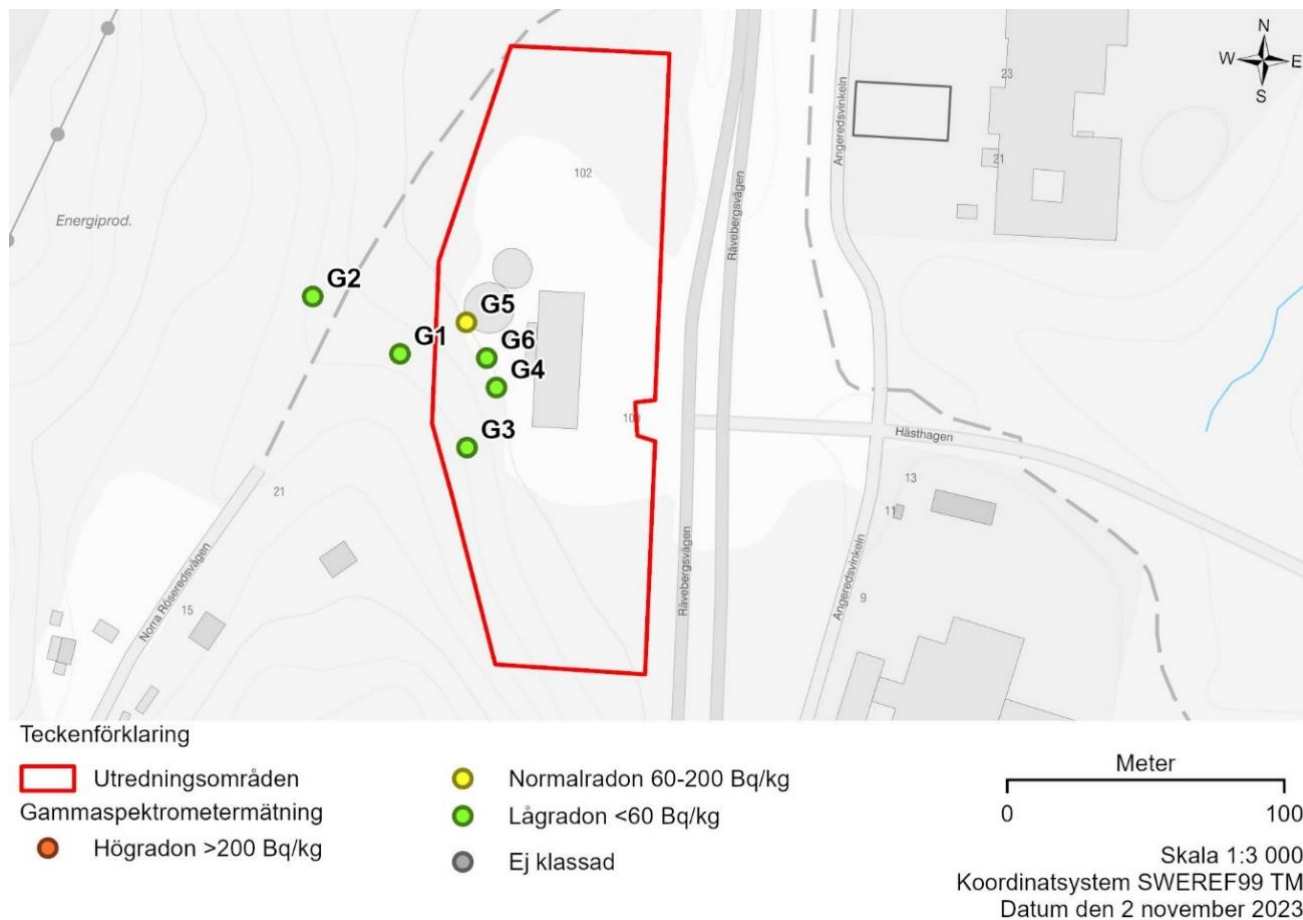 N
W E
S
23
Angeredsvinkeln
21
102
Rävebergsvägen
Energiprod.
G2
G5
G1
G6
G4
Hästhagen
G3
13
21
11
Rävebergsvägen
Angeredsvinkeln
Norra Röseredsvägen
15
9
Teckenförklaring
Utredningsområden
Gammaspektrometermätning
Högradon >200 Bq/kg
Normalradon 60-200 Bq/kg
Lågradon <60 Bq/kg
Ej klassad
Meter
0 100
Skala 1:3 000
Koordinatsystem SWEREF99 TM
Datum den 2 november 2023